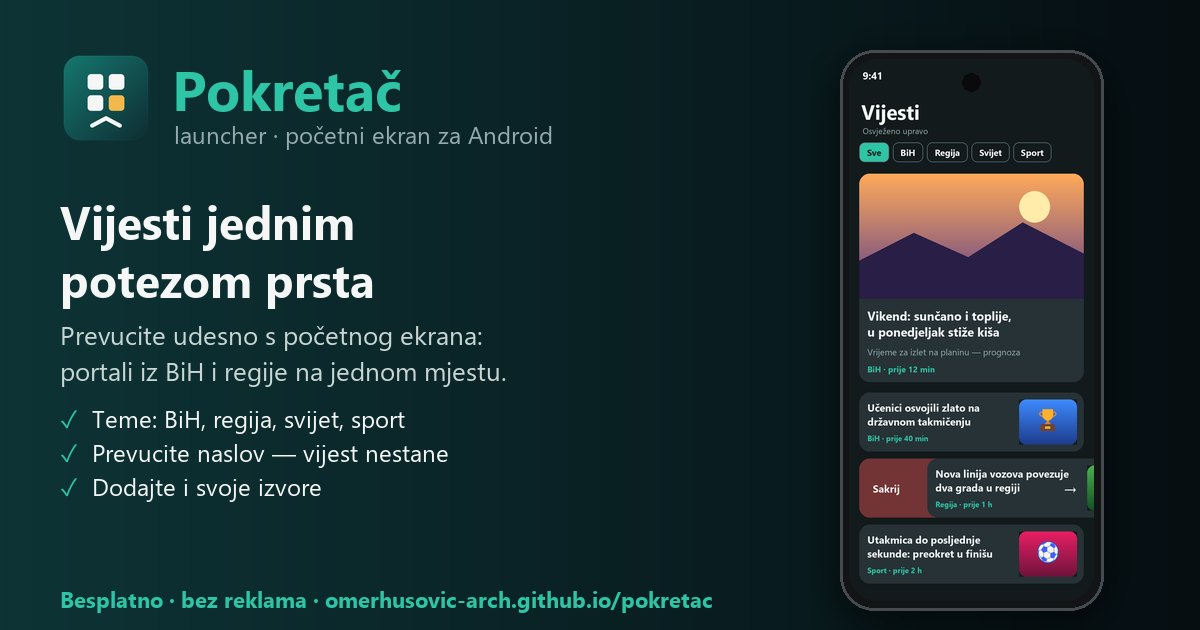 Pokretač
launcher · početni ekran za Android
Vijesti jednim
potezom prsta
Prevucite udesno s početnog ekrana:
portali iz BiH i regije na jednom mjestu.
✓ Teme: BiH, regija, svijet, sport
✓ Prevucite naslov — vijest nestane
✓ Dodajte i svoje izvore
Besplatno · bez reklama · omerhusovic-arch.github.io/pokretac
9:41
Vijesti
Osvježeno upravo
Sve BiH Regija Svijet Sport
Vikend: sunčano i toplije,
u ponedjeljak stiže kiša
Vrijeme za izlet na planinu — prognoza
BiH · prije 12 min
Učenici osvojili zlato na
državnom takmičenju
BiH · prije 40 min
Sakrij
Nova linija vozova povezuje
dva grada u regiji →
Regija · prije 1 h
Utakmica do posljednje
sekunde: preokret u finišu
Sport · prije 2 h